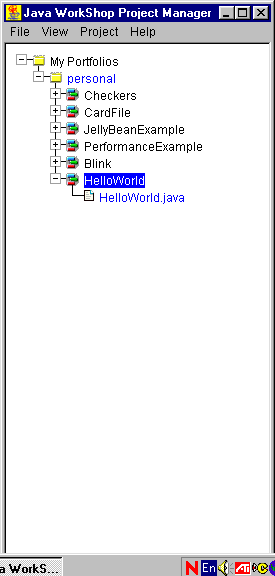 Java WorkShop Project Manager
File View Project Help
My Portfolios
personal
Checkers
CardFile
JellyBeanExample
PerformanceExample
Blink
HelloWorld
HelloWorld.java
a WorkS... N En ATI